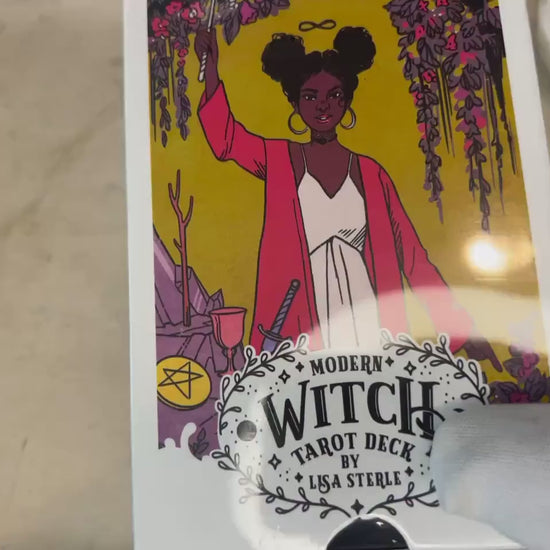 MODERN
WITCH
TAROT DECK
BY
LISA STERLE